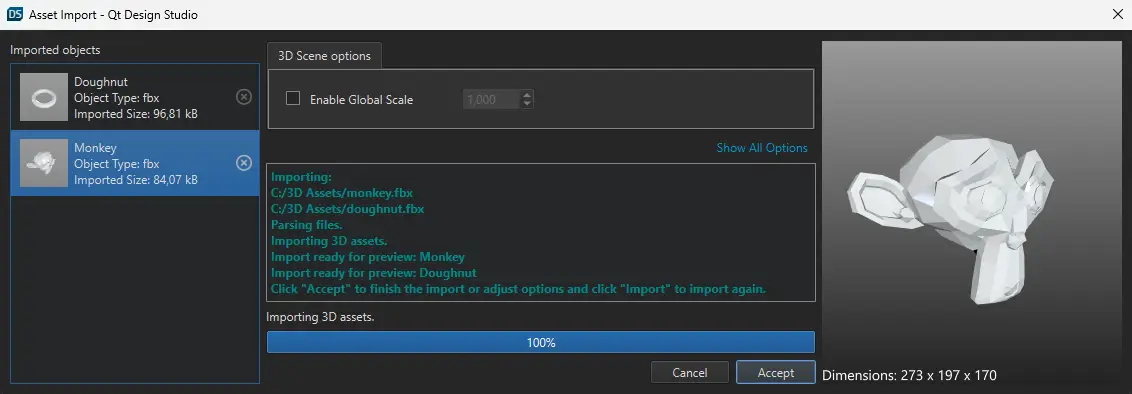 DS Asset Import - Qt Design Studio
Imported objects
Doughnut
Object Type: fbx
Imported Size: 96,81 kB
Monkey
Object Type: fbx
Imported Size: 84,07 kB
3D Scene options
Enable Global Scale
1,000
Show All Options
Importing:
C:/3D Assets/monkey.fbx
C:/3D Assets/doughnut.fbx
Parsing files.
Importing 3D assets.
Import ready for preview: Monkey
Import ready for preview: Doughnut
Click "Accept" to finish the import or adjust options and click "Import" to import again.
Importing 3D assets.
100%
Cancel
Accept
Dimensions: 273 x 197 x 170